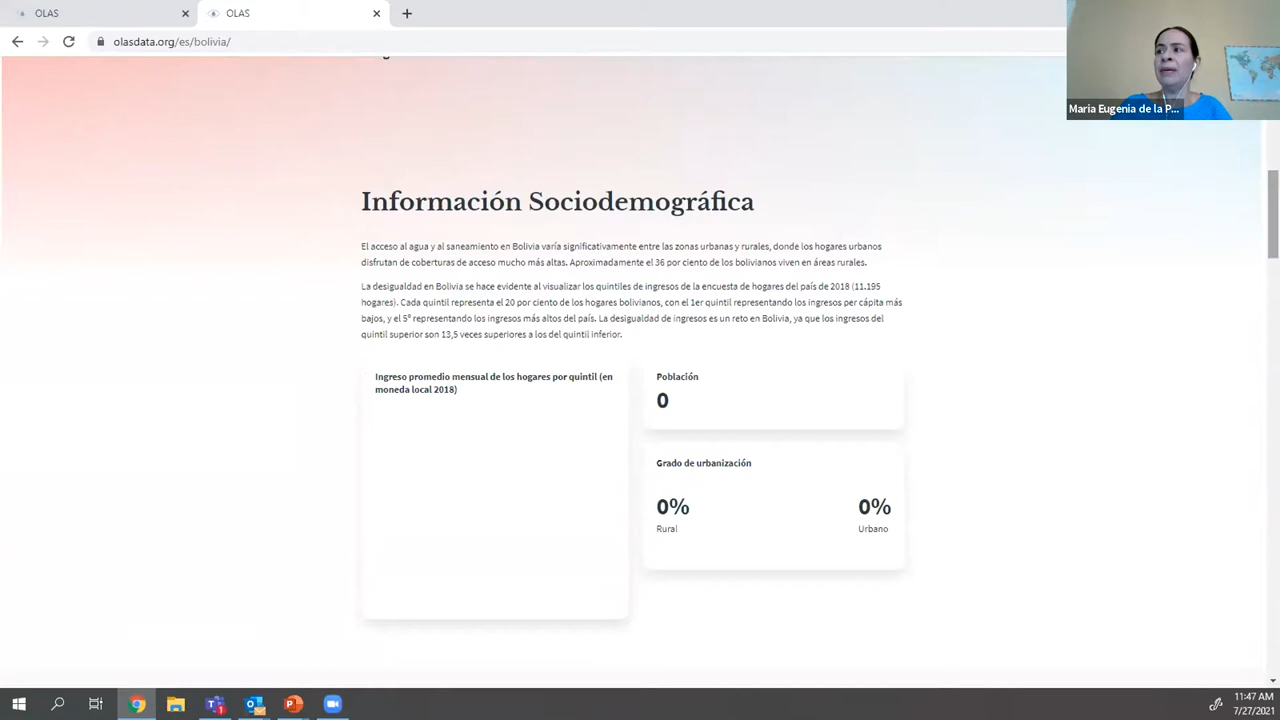 OLAS
OLAS
olasdata.org/es/bolivia/
Maria Eugenia de la P...
Información Sociodemográfica
El acceso al agua y al saneamiento en Bolivia varía significativamente entre las zonas urbanas y rurales, donde los hogares urbanos
disfrutan de coberturas de acceso mucho más altas. Aproximadamente el 36 por ciento de los bolivianos viven en áreas rurales.
La desigualdad en Bolivia se hace evidente al visualizar los quintiles de ingresos de la encuesta de hogares del país de 2018 (11.195
hogares). Cada quintil representa el 20 por ciento de los hogares bolivianos, con el 1er quintil representando los ingresos per cápita más
bajos, y el 5º representando los ingresos más altos del país. La desigualdad de ingresos es un reto en Bolivia, ya que los ingresos del
quintil superior son 13,5 veces superiores a los del quintil inferior.
Ingreso promedio mensual de los hogares por quintil (en
moneda local 2018)
Población
0
Grado de urbanización
0% 0%
Rural Urbano
11:47 AM
7/27/2021